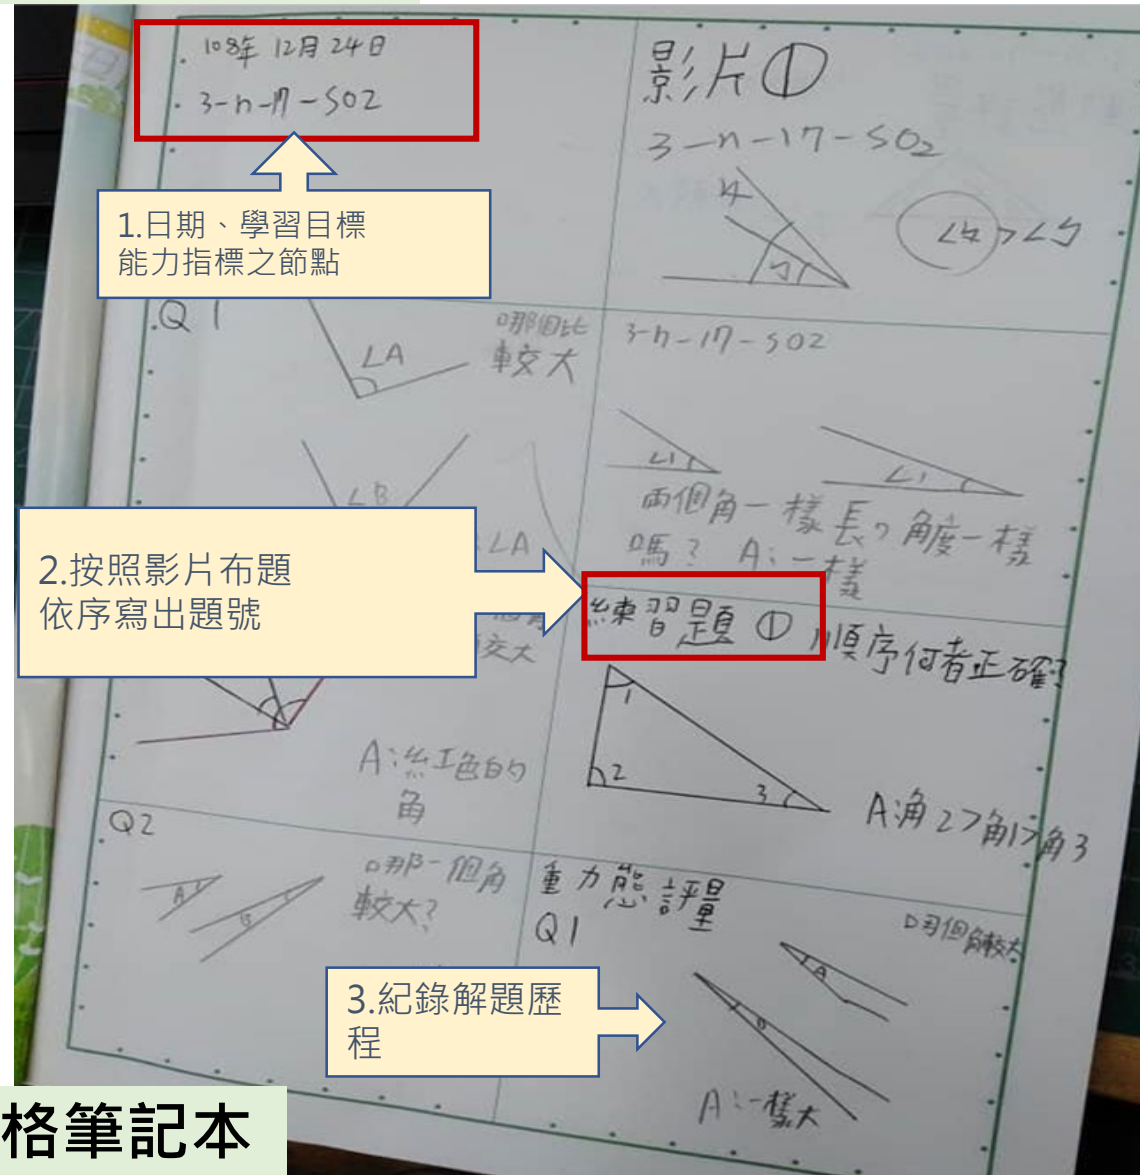 108年 12月 24日
3-n-17-S02
1.日期、學習目標
能力指標之節點
Q1
∠A
哪個比
較大
∠B
∠A
2.按照影片布題
依序寫出題號
較大
A:紅色的
角
Q2
A
B
哪一個角
較大?
影片①
3-n-17-S02
ㄆ
ㄅ
∠ㄆ>∠ㄅ
3-n-17-S02
∠1
∠1
兩個角一樣長,角度一樣
嗎? A:一樣
練習題① 順序何者正確?
1
2
3
A:角2>角1>角3
動態評量
Q1
哪個角較大
A
B
3.紀錄解題歷
程
A:一樣大
格筆記本